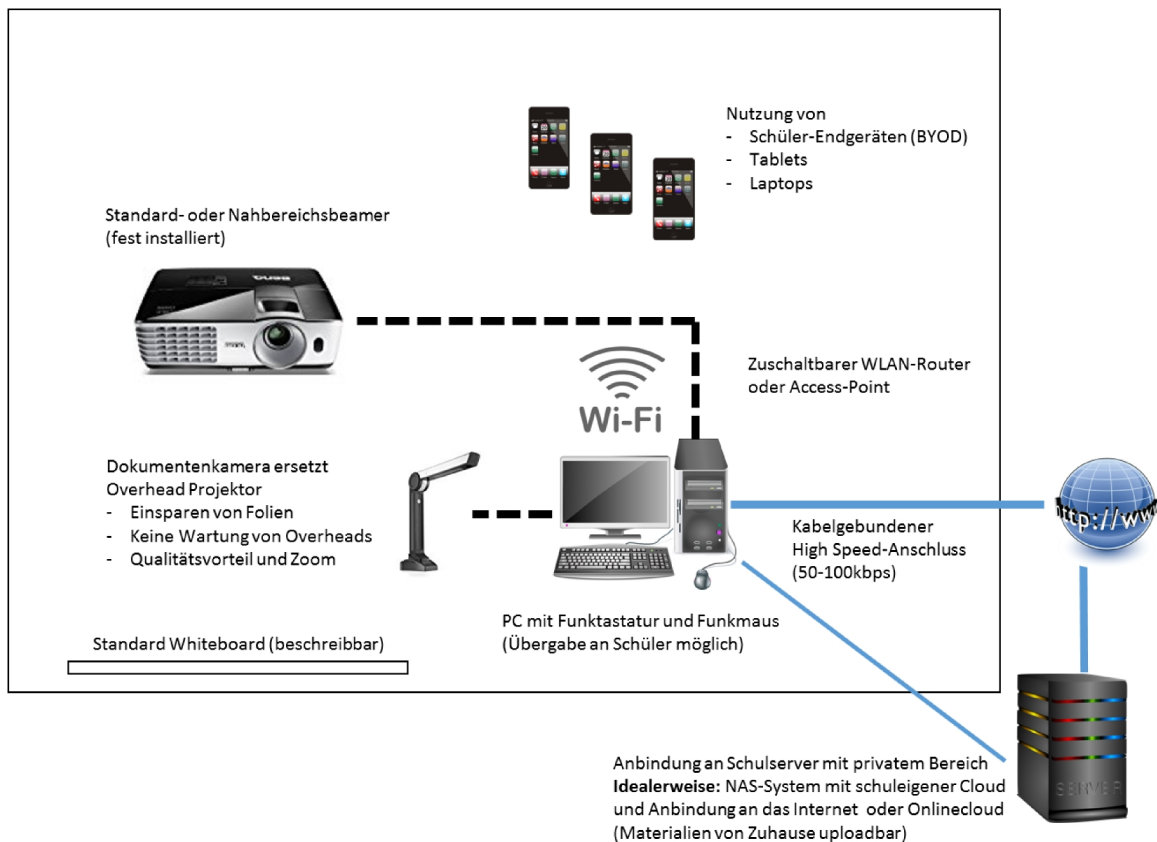 Nutzung von
- Schüler-Endgeräten (BYOD)
- Tablets
- Laptops
Standard- oder Nahbereichsbeamer
(fest installiert)
BenQ
Wi-Fi
Zuschaltbarer WLAN-Router
oder Access-Point
Dokumentenkamera ersetzt
Overhead Projektor
- Einsparen von Folien
- Keine Wartung von Overheads
- Qualitätsvorteil und Zoom
http://www
Kabelgebundener
High Speed-Anschluss
(50-100kbps)
PC mit Funktastatur und Funkmaus
(Übergabe an Schüler möglich)
Standard Whiteboard (beschreibbar)
SERVER
Anbindung an Schulserver mit privatem Bereich
Idealerweise: NAS-System mit schuleigener Cloud
und Anbindung an das Internet oder Onlinecloud
(Materialien von Zuhause uploadbar)